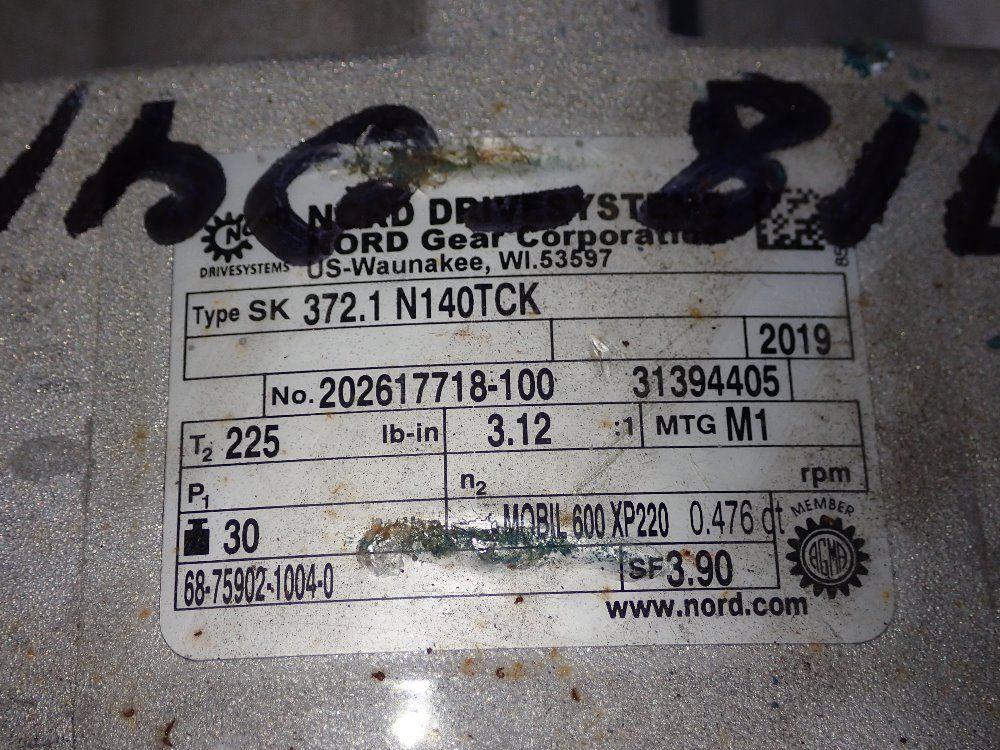 NORD DRIVESYSTEMS
NORD Gear Corporation
DRIVESYSTEMS
US-Waunakee, WI.53597
Type SK 372.1 N140TCK
2019
No. 202617718-100 31394405
T2 225 lb-in 3.12 :1 MTG M1
P1 n2 rpm
30 MOBIL 600 XP220 0.476 qt
MEMBER
AGMA
68-75902-1004-0 SF 3.90
www.nord.com